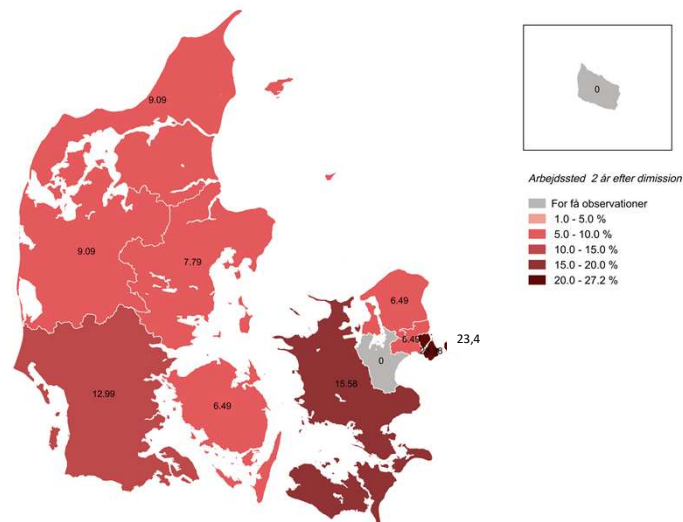 9.09
0
Arbejdssted 2 år efter dimission
For få observationer
1.0 - 5.0 %
5.0 - 10.0 %
10.0 - 15.0 %
15.0 - 20.0 %
20.0 - 27.2 %
9.09
7.79
6.49
23,4
0
12.99
6.49
15.58